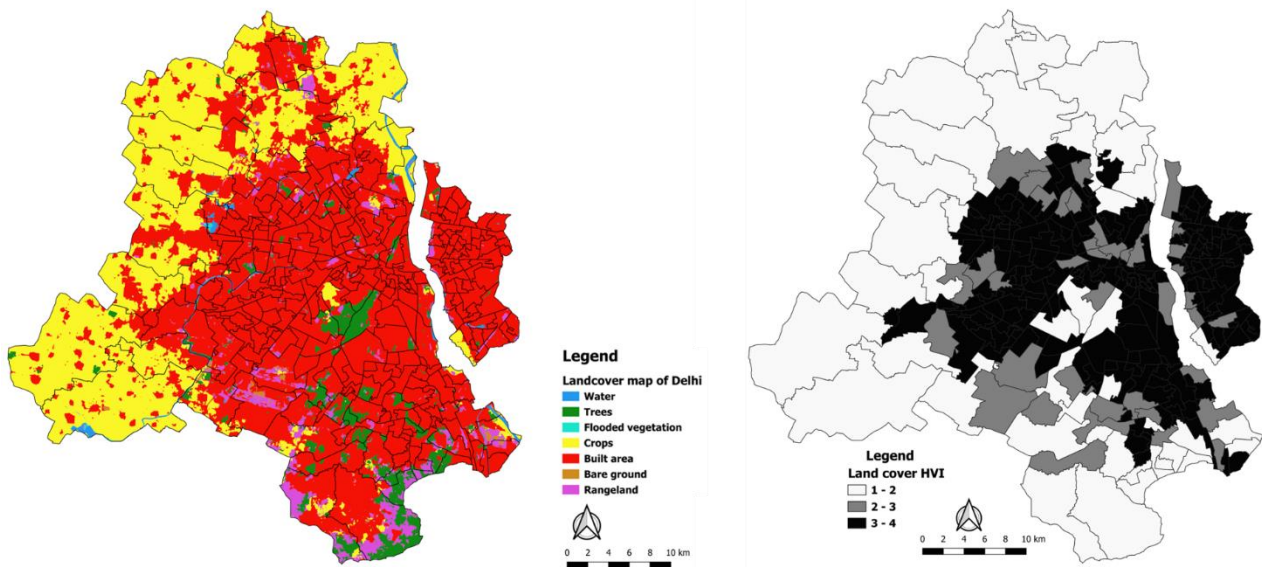 Legend
Landcover map of Delhi
Water
Trees
Flooded vegetation
Crops
Built area
Bare ground
Rangeland
0 2 4 6 8 10 km
Legend
Land cover HVI
1 - 2
2 - 3
3 - 4
0 2 4 6 8 10 km